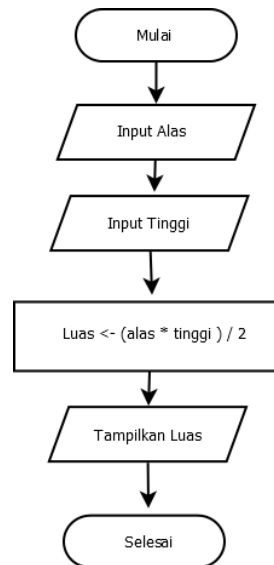 Mulai
Input Alas
Input Tinggi
Luas <- (alas * tinggi ) / 2
Tampilkan Luas
Selesai